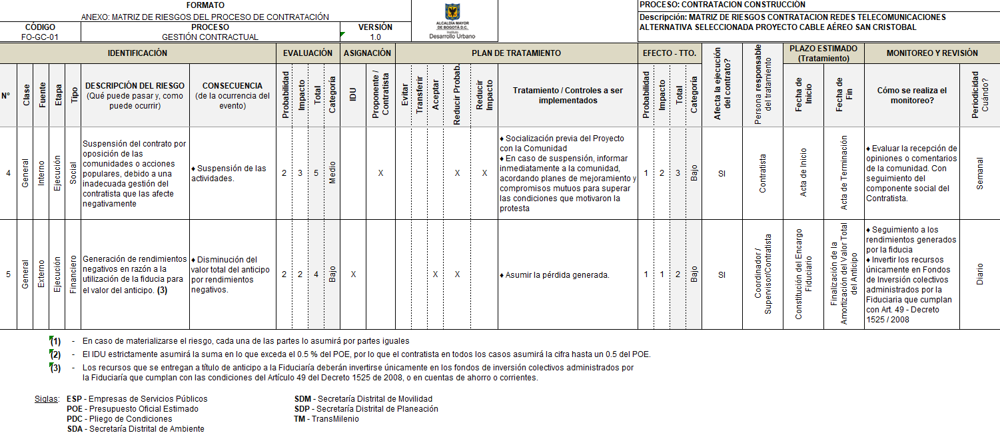 FORMATO
ANEXO: MATRIZ DE RIESGOS DEL PROCESO DE CONTRATACIÓN
CÓDIGO
PROCESO
VERSIÓN
FO-GC-01
GESTIÓN CONTRACTUAL
1.0
ALCALDÍA MAYOR
DE BOGOTÁ D.C.
Instituto
Desarrollo Urbano
PROCESO: CONTRATACION CONSTRUCCIÓN
Descripción: MATRIZ DE RIESGOS CONTRATACION REDES TELECOMUNICACIONES
ALTERNATIVA SELECCIONADA PROYECTO CABLE AÉREO SAN CRISTOBAL
IDENTIFICACIÓN
EVALUACIÓN
ASIGNACIÓN
PLAN DE TRATAMIENTO
EFECTO - TTO.
Afecta la ejecución
del contrato?
Persona responsable
del tratamiento
PLAZO ESTIMADO
(Tratamiento)
MONITOREO Y REVISIÓN
N°
Clase
Fuente
Etapa
Tipo
DESCRIPCIÓN DEL RIESGO
(Qué puede pasar y, como
puede ocurrir)
CONSECUENCIA
(de la ocurrencia del
evento)
Probabilidad
Impacto
Total
Categoría
IDU
Proponente /
Contratista
Evitar
Transferir
Aceptar
Reducir Probab.
Reducir
Impacto
Tratamiento / Controles a ser
implementados
Probabilidad
Impacto
Total
Categoría
Fecha de
Inicio
Fecha de
Fin
Cómo se realiza el
monitoreo?
Periodicidad
Cuándo?
4
General
Interno
Ejecución
Social
Suspensión del contrato por
oposición de las
comunidades o acciones
populares, debido a una
inadecuada gestión del
contratista que las afecte
negativamente
♦ Suspensión de las
actividades.
2
3
5
Medio
X
X
X
♦ Socialización previa del Proyecto
con la Comunidad
♦ En caso de suspensión, informar
inmediatamente a la comunidad,
acordando planes de mejoramiento y
compromisos mutuos para superar
las condiciones que motivaron la
protesta
1
2
3
Bajo
SI
Contratista
Acta de Inicio
Acta de Terminación
♦ Evaluar la recepción de
opiniones o comentarios
de la comunidad. Con
seguimiento del
componente social del
Contratista.
Semanal
5
General
Externo
Ejecución
Financiero
Generación de rendimientos
negativos en razón a la
utilización de la fiducia para
el valor del anticipo. (3)
♦ Disminución del
valor total del anticipo
por rendimientos
negativos.
2
2
4
Bajo
X
X
X
♦ Asumir la pérdida generada.
1
1
2
Bajo
SI
Coordinador /
Supervisor/Contratista
Constitución del Encargo
Fiduciario
Finalización de la
Amortización del Valor Total
del Anticipo
♦ Seguimiento a los
rendimientos generados
por la fiducia
♦ Invertir los recursos
únicamente en Fondos
de Inversión colectivos
administrados por la
Fiduciaria que cumplan
con Art. 49 - Decreto
1525 / 2008
Diario
(1) - En caso de materializarse el riesgo, cada una de las partes lo asumirá por partes iguales
(2) - El IDU estrictamente asumirá la suma en lo que exceda el 0.5 % del POE, por lo que el contratista en todos los casos asumirá la cifra hasta un 0.5 del POE.
(3) - Los recursos que se entregan a título de anticipo a la Fiduciaría deberán invertirse únicamente en los fondos de inversión colectivos administrados por
la Fiduciaría que cumplan con las condiciones del Artículo 49 del Decreto 1525 de 2008, o en cuentas de ahorro o corrientes.
Siglas: ESP - Empresas de Servicios Públicos
POE - Presupuesto Oficial Estimado
PDC - Pliego de Condiciones
SDA - Secretaría Distrital de Ambiente
SDM - Secretaría Distrital de Movilidad
SDP - Secretaría Distrital de Planeación
TM - TransMilenio